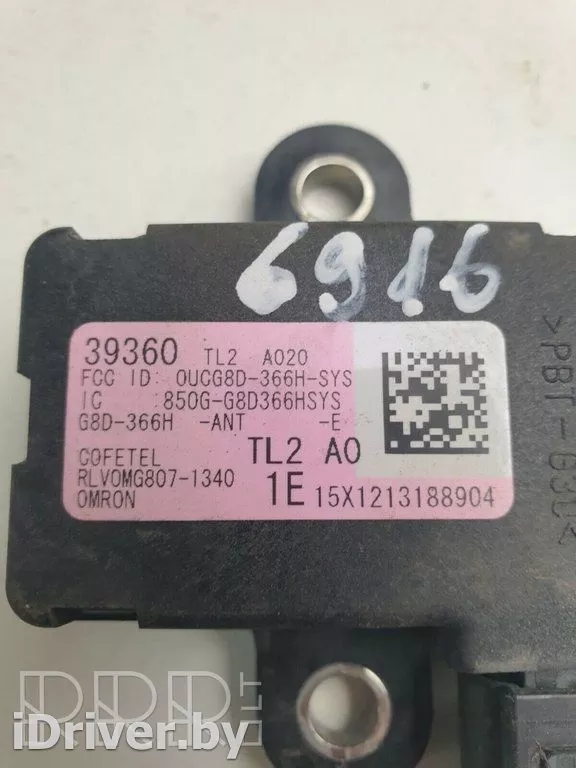 6916
39360 TL2 A020
FCC ID: OUCG8D-366H-SYS
IC :850G-G8D366HSYS
G8D-366H -ANT -E
COFETEL TL2 A0
RLVOMG807-1340
OMRON 1E 15X1213188904
>PBT-G30<
iDriver.by